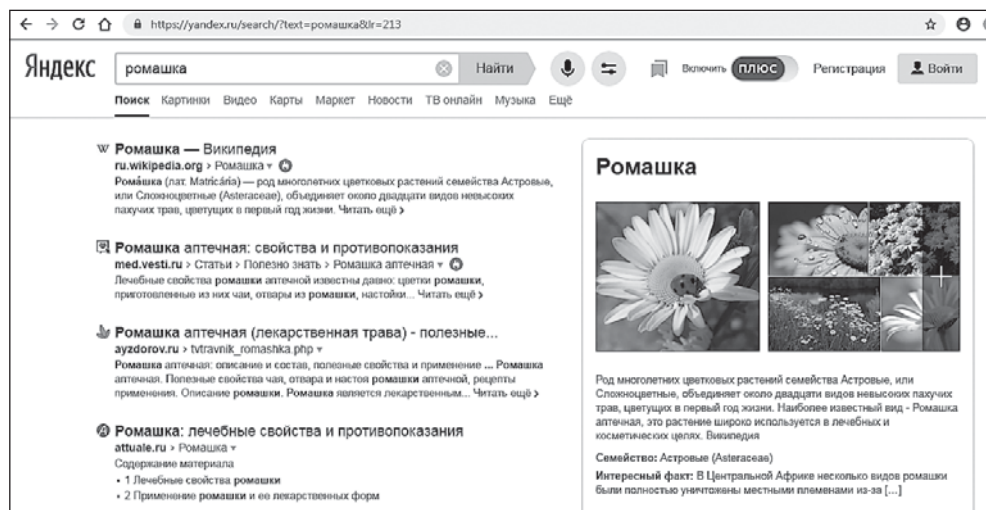 https://yandex.ru/search/?text=ромашка&lr=213
Яндекс ромашка Найти Включить ПЛЮС Регистрация Войти
Поиск Картинки Видео Карты Маркет Новости ТВ онлайн Музыка Ещё
W Ромашка — Википедия
ru.wikipedia.org › Ромашка
Рома́шка (лат. Matricária) — род многолетних цветковых растений семейства Астровые,
или Сложноцветные (Asteraceae), объединяет около двадцати видов невысоких
пахучих трав, цветущих в первый год жизни. Читать ещё ›
Ромашка аптечная: свойства и противопоказания
med.vesti.ru › Статьи › Полезно знать › Ромашка аптечная
Лечебные свойства ромашки аптечной известны давно: цветки ромашки,
приготовленные из них чаи, отвары из ромашки, настойки... Читать ещё ›
Ромашка аптечная (лекарственная трава) - полезные...
ayzdorov.ru › tvtravnik_romashka.php
Ромашка аптечная: описание и состав, полезные свойства и применение ... Ромашка
аптечная. Полезные свойства чая, отвара и настоя ромашки аптечной, рецепты
применения. Описание ромашки. Ромашка является лекарственным... Читать ещё ›
Ромашка: лечебные свойства и противопоказания
attuale.ru › Ромашка
Содержание материала
• 1 Лечебные свойства ромашки
• 2 Применение ромашки и ее лекарственных форм
Ромашка
Род многолетних цветковых растений семейства Астровые, или
Сложноцветные, объединяет около двадцати видов невысоких пахучих
трав, цветущих в первый год жизни. Наиболее известный вид - Ромашка
аптечная, это растение широко используется в лечебных и
косметических целях. Википедия
Семейство: Астровые (Asteraceae)
Интересный факт: В Центральной Африке несколько видов ромашки
были полностью уничтожены местными племенами из-за [...]